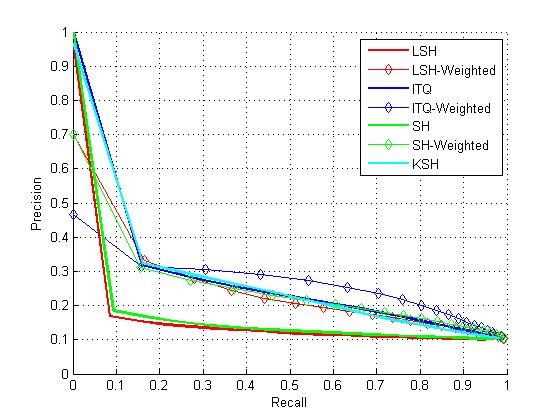 1
0.9
0.8
0.7
0.6
0.5
0.4
0.3
0.2
0.1
0
Precision
LSH
LSH-Weighted
ITQ
ITQ-Weighted
SH
SH-Weighted
KSH
0 0.1 0.2 0.3 0.4 0.5 0.6 0.7 0.8 0.9 1
Recall